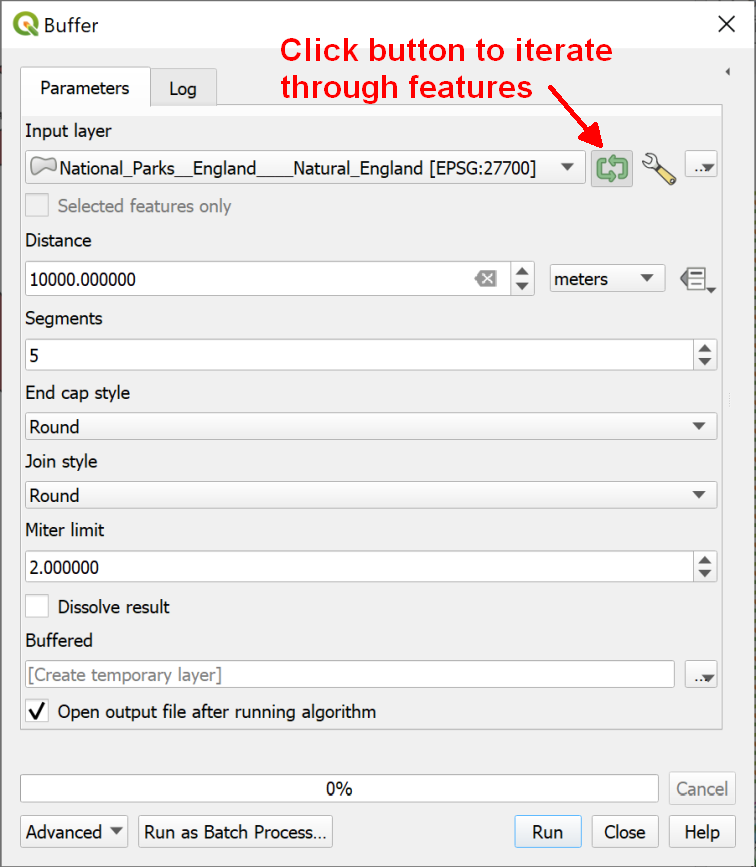 Buffer
Click button to iterate
through features
Parameters
Log
Input layer
National_Parks__England____Natural_England [EPSG:27700]
...
Selected features only
Distance
10000.000000
meters
Segments
5
End cap style
Round
Join style
Round
Miter limit
2.000000
Dissolve result
Buffered
[Create temporary layer]
...
Open output file after running algorithm
0%
Cancel
Advanced
Run as Batch Process...
Run
Close
Help